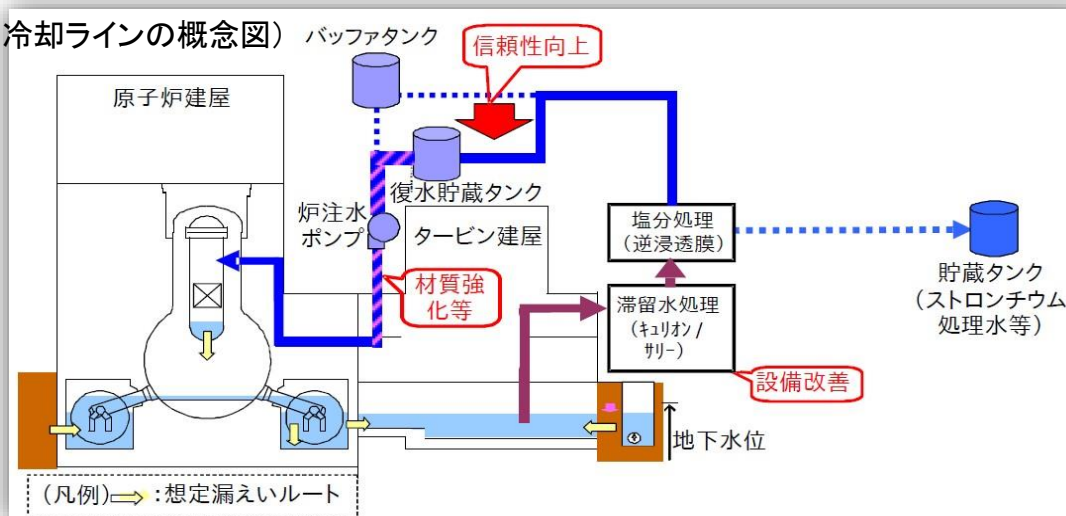 冷却ラインの概念図)
バッファタンク
信頼性向上
原子炉建屋
復水貯蔵タンク
炉注水
ポンプ
タービン建屋
塩分処理
(逆浸透膜)
貯蔵タンク
(ストロンチウム
処理水等)
材質強
化等
滞留水処理
(ｷｭﾘｵﾝ/
ｻﾘｰ)
設備改善
地下水位
(凡例) :想定漏えいルート